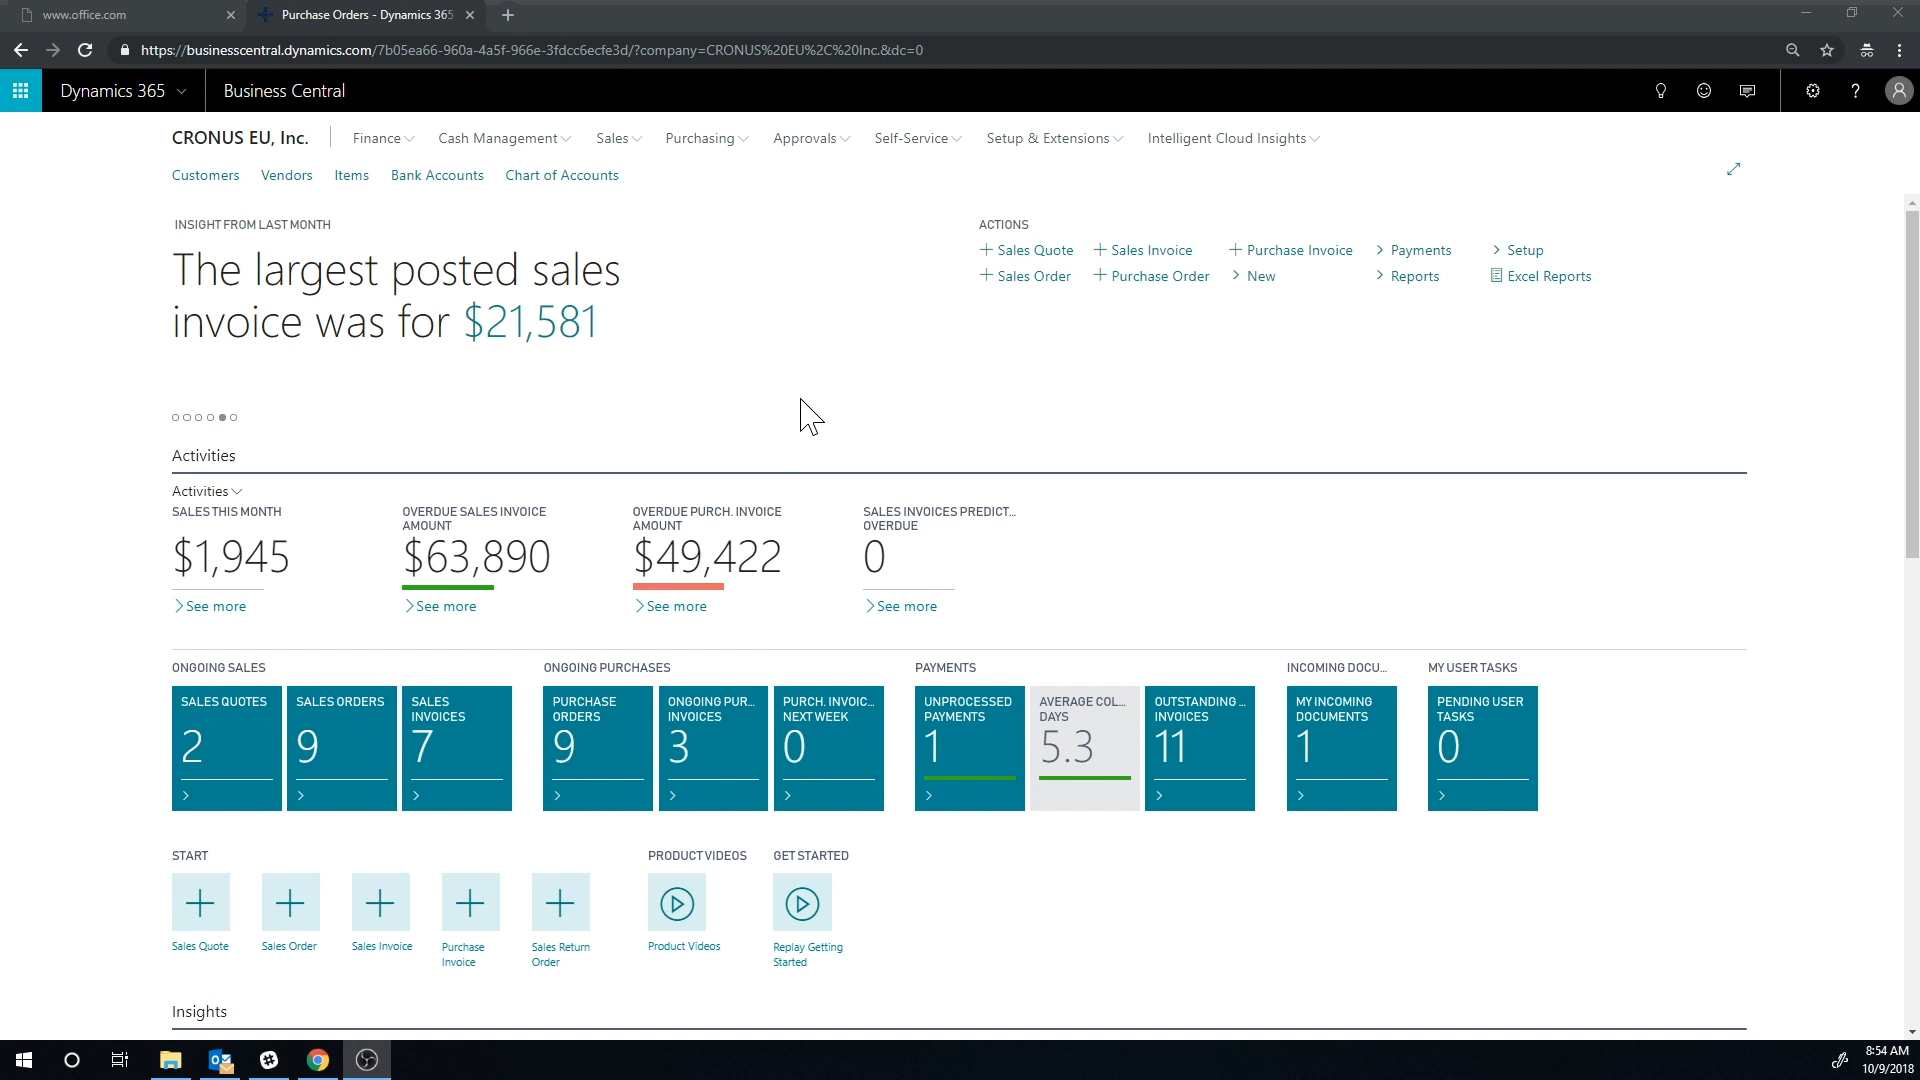 www.office.com
Purchase Orders - Dynamics 365
https://businesscentral.dynamics.com/7b05ea66-960a-4a5f-966e-3fdcc6ecfe3d/?company=CRONUS%20EU%2C%20Inc.&dc=0
Dynamics 365
Business Central
?
CRONUS EU, Inc.
Finance
Cash Management
Sales
Purchasing
Approvals
Self-Service
Setup & Extensions
Intelligent Cloud Insights
Customers
Vendors
Items
Bank Accounts
Chart of Accounts
INSIGHT FROM LAST MONTH
The largest posted sales
invoice was for $21,581
ACTIONS
+ Sales Quote
+ Sales Invoice
+ Purchase Invoice
> Payments
> Setup
+ Sales Order
+ Purchase Order
> New
> Reports
Excel Reports
Activities
Activities
SALES THIS MONTH
$1,945
> See more
OVERDUE SALES INVOICE
AMOUNT
$63,890
> See more
OVERDUE PURCH. INVOICE
AMOUNT
$49,422
> See more
SALES INVOICES PREDICT...
OVERDUE
0
> See more
ONGOING SALES
SALES QUOTES
2
>
SALES ORDERS
9
>
SALES
INVOICES
7
>
ONGOING PURCHASES
PURCHASE
ORDERS
9
>
ONGOING PUR...
INVOICES
3
>
PURCH. INVOIC...
NEXT WEEK
0
>
PAYMENTS
UNPROCESSED
PAYMENTS
1
>
AVERAGE COL...
DAYS
5.3
OUTSTANDING ...
INVOICES
11
>
INCOMING DOCU...
MY INCOMING
DOCUMENTS
1
>
MY USER TASKS
PENDING USER
TASKS
0
>
START
Sales Quote
Sales Order
Sales Invoice
Purchase
Invoice
Sales Return
Order
PRODUCT VIDEOS
Product Videos
GET STARTED
Replay Getting
Started
Insights
8:54 AM
10/9/2018